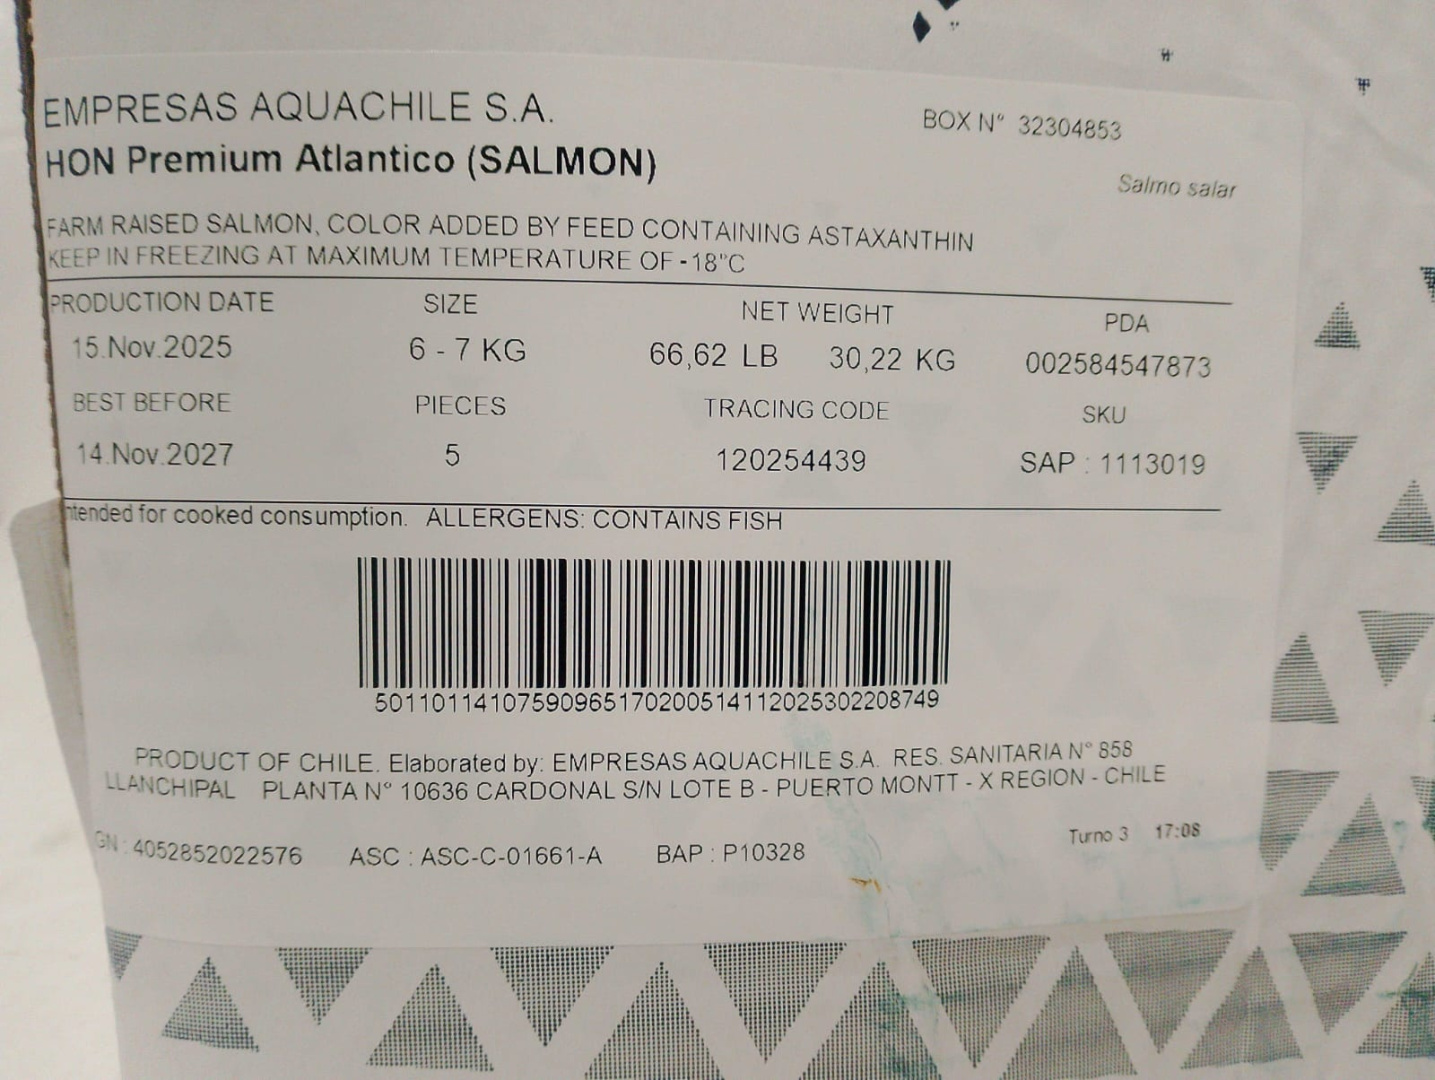 EMPRESAS AQUACHILE S.A.
BOX N° 32304853
HON Premium Atlantico (SALMON)
Salmo salar
FARM RAISED SALMON, COLOR ADDED BY FEED CONTAINING ASTAXANTHIN
KEEP IN FREEZING AT MAXIMUM TEMPERATURE OF -18°C
PRODUCTION DATE SIZE NET WEIGHT PDA
15.Nov.2025 6 - 7 KG 66,62 LB 30,22 KG 002584547873
BEST BEFORE PIECES TRACING CODE SKU
14.Nov.2027 5 120254439 SAP : 1113019
ntended for cooked consumption. ALLERGENS: CONTAINS FISH
50110114107590965170200514112025302208749
PRODUCT OF CHILE. Elaborated by: EMPRESAS AQUACHILE S.A. RES. SANITARIA N° 858
LLANCHIPAL PLANTA N° 10636 CARDONAL S/N LOTE B - PUERTO MONTT - X REGION - CHILE
GN : 4052852022576 ASC : ASC-C-01661-A BAP : P10328 Turno 3 17:08